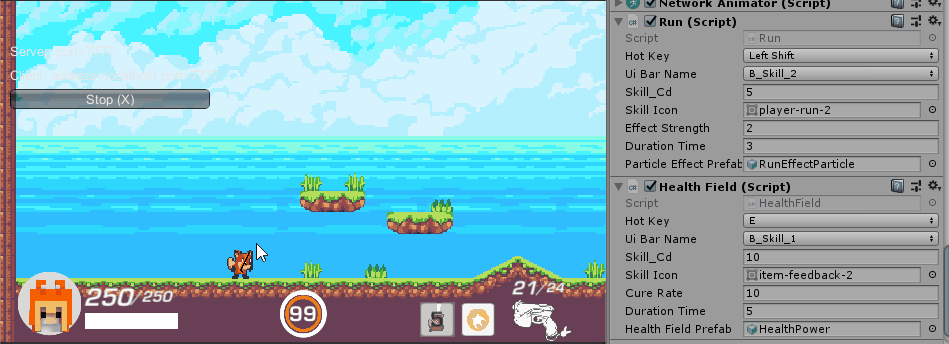 Network Animator (Script)
Run (Script)
Script Run
Hot Key Left Shift
Ui Bar Name B_Skill_2
Skill_Cd 5
Skill Icon player-run-2
Effect Strength 2
Duration Time 3
Particle Effect Prefab RunEffectParticle
Health Field (Script)
Script HealthField
Hot Key E
Ui Bar Name B_Skill_1
Skill_Cd 10
Skill Icon item-feedback-2
Cure Rate 10
Duration Time 5
Health Field Prefab HealthPower
Stop (X)
250/250
99
21/24